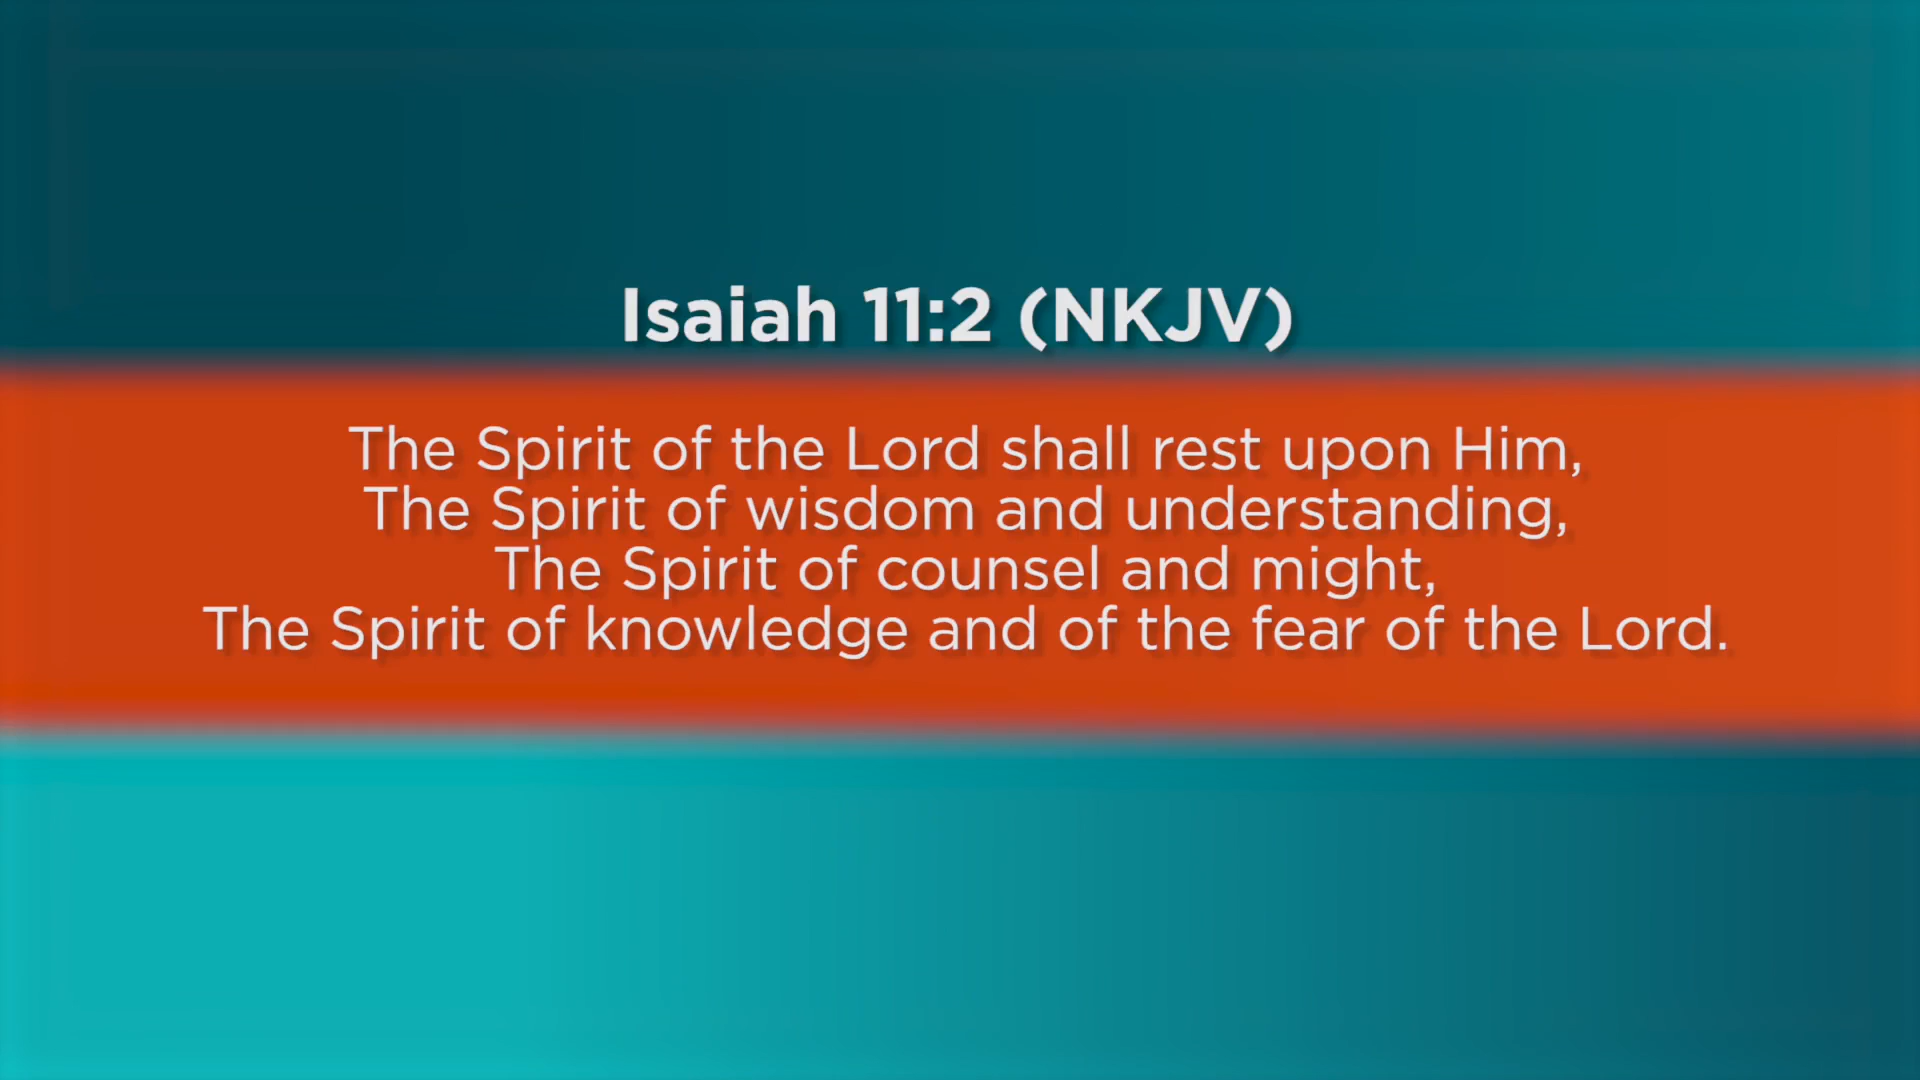 Isaiah 11:2 (NKJV)
The Spirit of the Lord shall rest upon Him,
The Spirit of wisdom and understanding,
The Spirit of counsel and might,
The Spirit of knowledge and of the fear of the Lord.